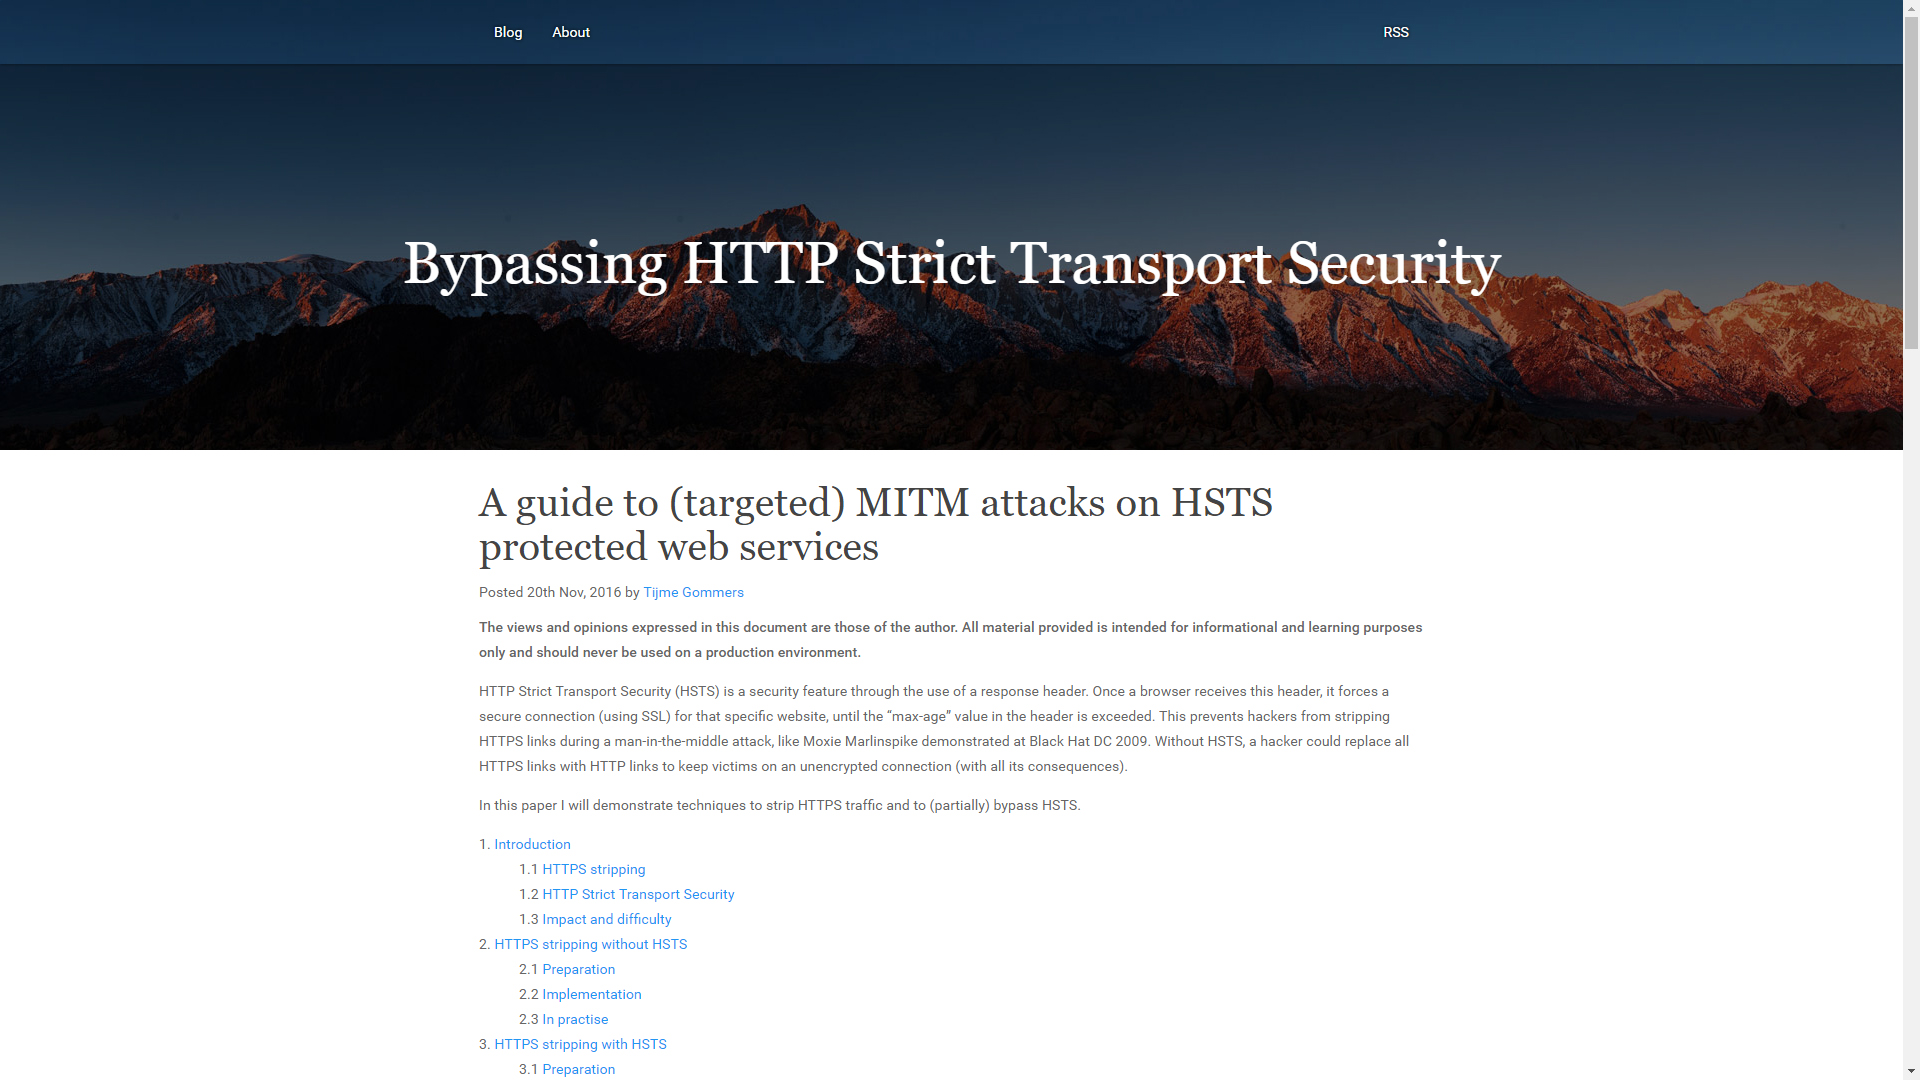 Blog About RSS
Bypassing HTTP Strict Transport Security
A guide to (targeted) MITM attacks on HSTS
protected web services
Posted 20th Nov, 2016 by Tijme Gommers
The views and opinions expressed in this document are those of the author. All material provided is intended for informational and learning purposes
only and should never be used on a production environment.
HTTP Strict Transport Security (HSTS) is a security feature through the use of a response header. Once a browser receives this header, it forces a
secure connection (using SSL) for that specific website, until the “max-age” value in the header is exceeded. This prevents hackers from stripping
HTTPS links during a man-in-the-middle attack, like Moxie Marlinspike demonstrated at Black Hat DC 2009. Without HSTS, a hacker could replace all
HTTPS links with HTTP links to keep victims on an unencrypted connection (with all its consequences).
In this paper I will demonstrate techniques to strip HTTPS traffic and to (partially) bypass HSTS.
1. Introduction
1.1 HTTPS stripping
1.2 HTTP Strict Transport Security
1.3 Impact and difficulty
2. HTTPS stripping without HSTS
2.1 Preparation
2.2 Implementation
2.3 In practise
3. HTTPS stripping with HSTS
3.1 Preparation